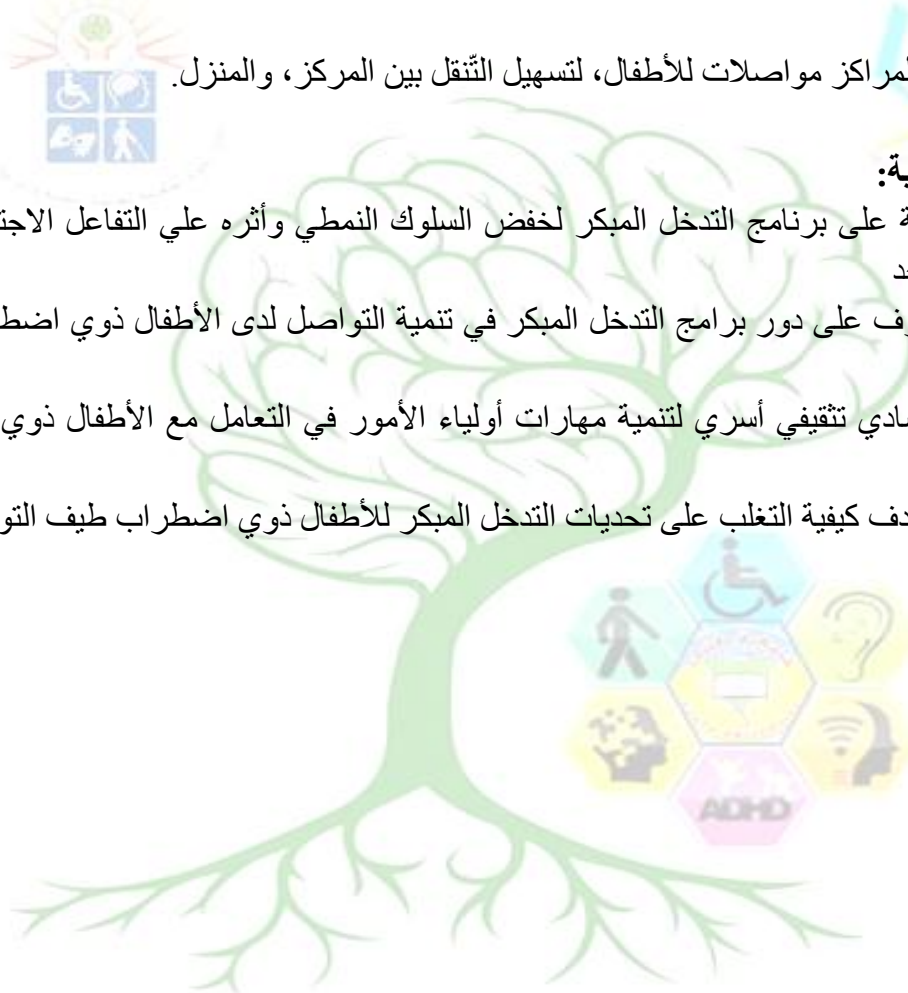 لمراكز مواصلات للأطفال، لتسهيل التّنقل بين المركز، والمنزل.
ية:
ة على برنامج التدخل المبكر لخفض السلوك النمطي وأثره علي التفاعل الاجت
حد
رف على دور برامج التدخل المبكر في تنمية التواصل لدى الأطفال ذوي اضط
شادي تثقيفي أسري لتنمية مهارات أولياء الأمور في التعامل مع الأطفال ذوي
دف كيفية التغلب على تحديات التدخل المبكر للأطفال ذوي اضطراب طيف التو
ADHD